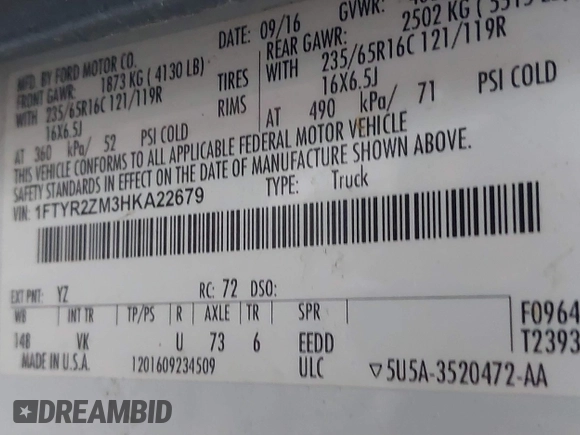 MFD. BY FORD MOTOR CO. DATE: 09/16 GVWR:
FRONT GAWR: 1873 KG ( 4130 LB) REAR GAWR: 2502 KG
WITH 235/65R16C 121/119R TIRES WITH 235/65R16C 121/119R
16X6.5J RIMS 16X6.5J
AT 360 kPa/ 52 PSI COLD AT 490 kPa/ 71 PSI COLD
THIS VEHICLE CONFORMS TO ALL APPLICABLE FEDERAL MOTOR VEHICLE
SAFETY STANDARDS IN EFFECT ON THE DATE OF MANUFACTURE SHOWN ABOVE.
VIN: 1FTYR2ZM3HKA22679 TYPE: Truck
EXT PNT: YZ RC: 72 DSO:
WB INT TR TP/PS R AXLE TR SPR F0964
148 VK U 73 6 EEDD T2393
MADE IN U.S.A. 1201609234509 ULC ▽5U5A-3520472-AA
DREAMBID